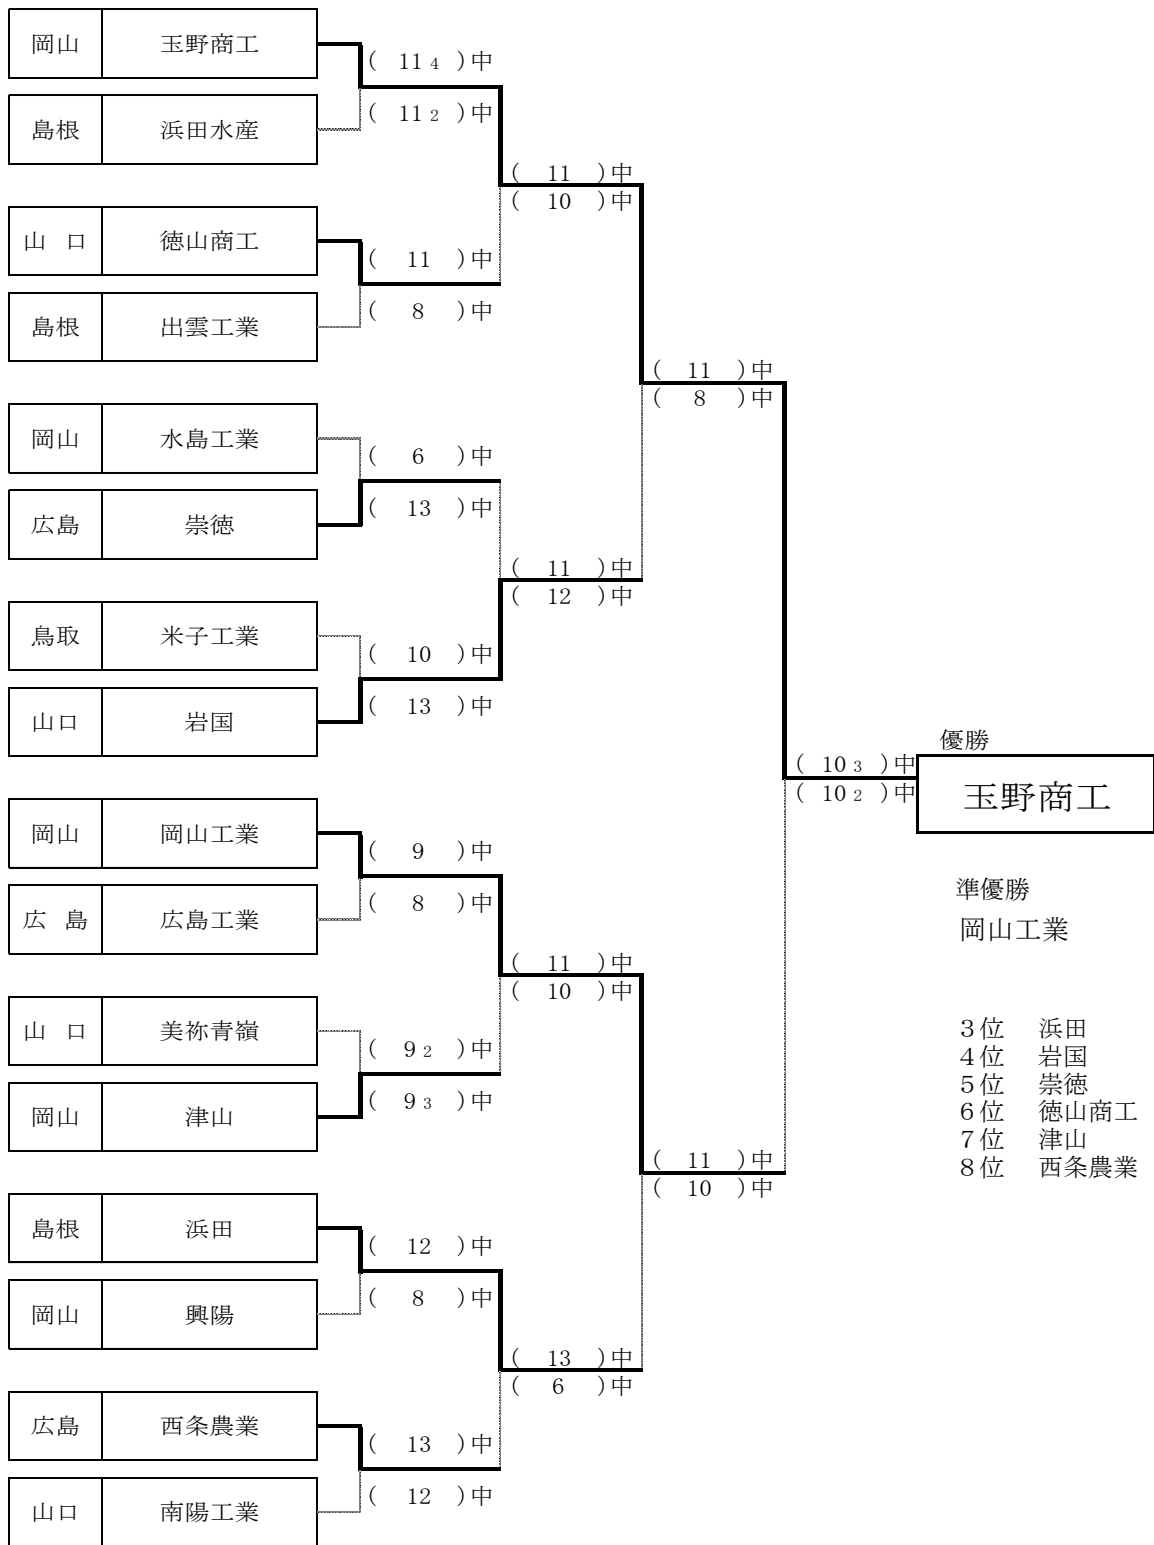 岡山 玉野商工
( 11 4 )中
( 11 2 )中
島根 浜田水産
( 11 )中
( 10 )中
山 口 徳山商工
( 11 )中
( 8 )中
島根 出雲工業
( 11 )中
( 8 )中
岡山 水島工業
( 6 )中
( 13 )中
広島 崇徳
( 11 )中
( 12 )中
鳥取 米子工業
( 10 )中
( 13 )中
山口 岩国
優勝
( 10 3 )中
( 10 2 )中
玉野商工
岡山 岡山工業
( 9 )中
( 8 )中
広 島 広島工業
準優勝
岡山工業
( 11 )中
( 10 )中
山 口 美祢青嶺
( 9 2 )中
( 9 3 )中
岡山 津山
3位 浜田
4位 岩国
5位 崇徳
6位 徳山商工
7位 津山
8位 西条農業
( 11 )中
( 10 )中
島根 浜田
( 12 )中
( 8 )中
岡山 興陽
( 13 )中
( 6 )中
広島 西条農業
( 13 )中
( 12 )中
山口 南陽工業